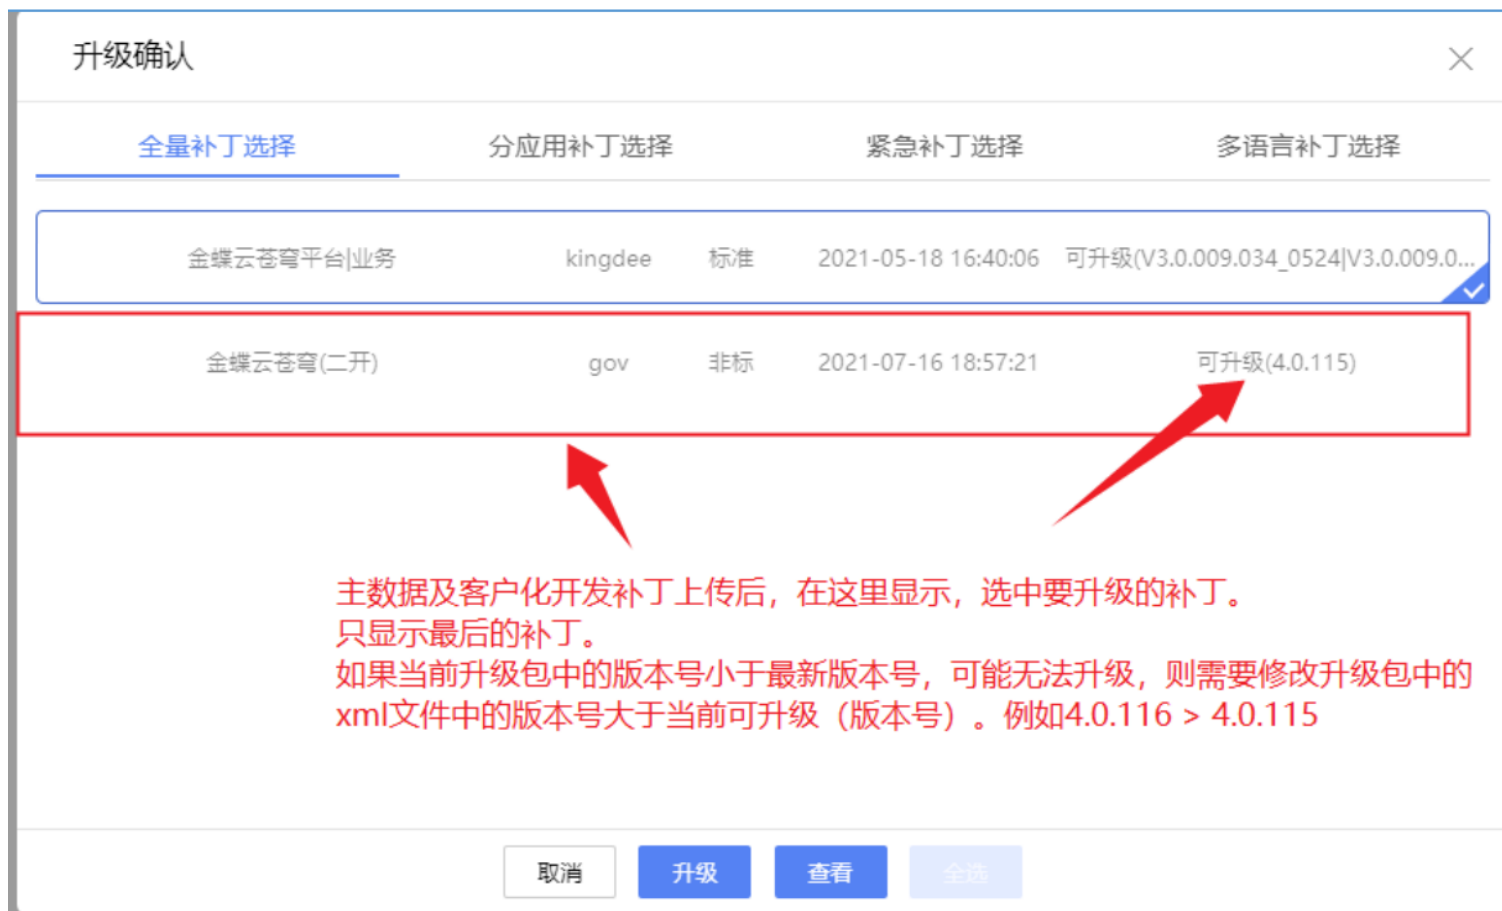 升级确认
全量补丁选择 分应用补丁选择 紧急补丁选择 多语言补丁选择
金蝶云苍穹平台|业务 kingdee 标准 2021-05-18 16:40:06 可升级(V3.0.009.034_0524|V3.0.009.0...
金蝶云苍穹(二开) gov 非标 2021-07-16 18:57:21 可升级(4.0.115)
主数据及客户化开发补丁上传后，在这里显示，选中要升级的补丁。
只显示最后的补丁。
如果当前升级包中的版本号小于最新版本号，可能无法升级，则需要修改升级包中的
xml文件中的版本号大于当前可升级（版本号）。例如4.0.116 > 4.0.115
取消 升级 查看 全选